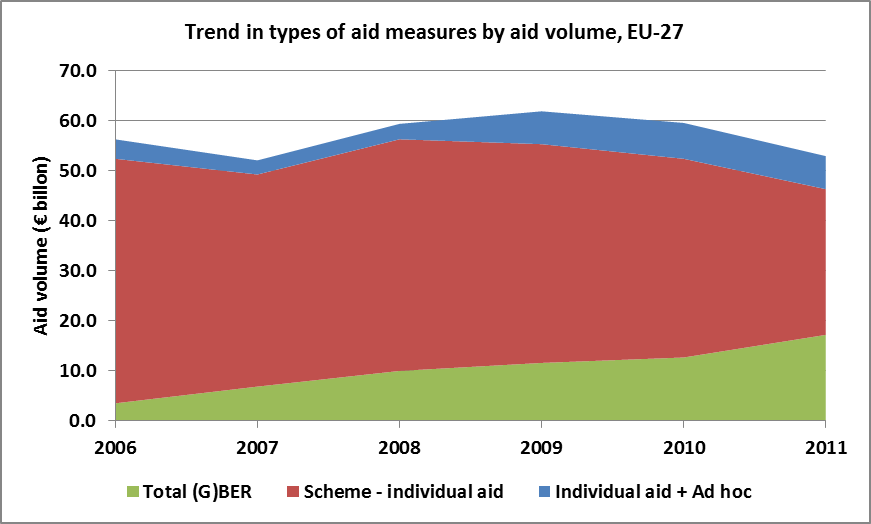 Trend in types of aid measures by aid volume, EU-27
Aid volume (€ billon)
70.0
60.0
50.0
40.0
30.0
20.0
10.0
0.0
2006 2007 2008 2009 2010 2011
Total (G)BER Scheme - individual aid Individual aid + Ad hoc